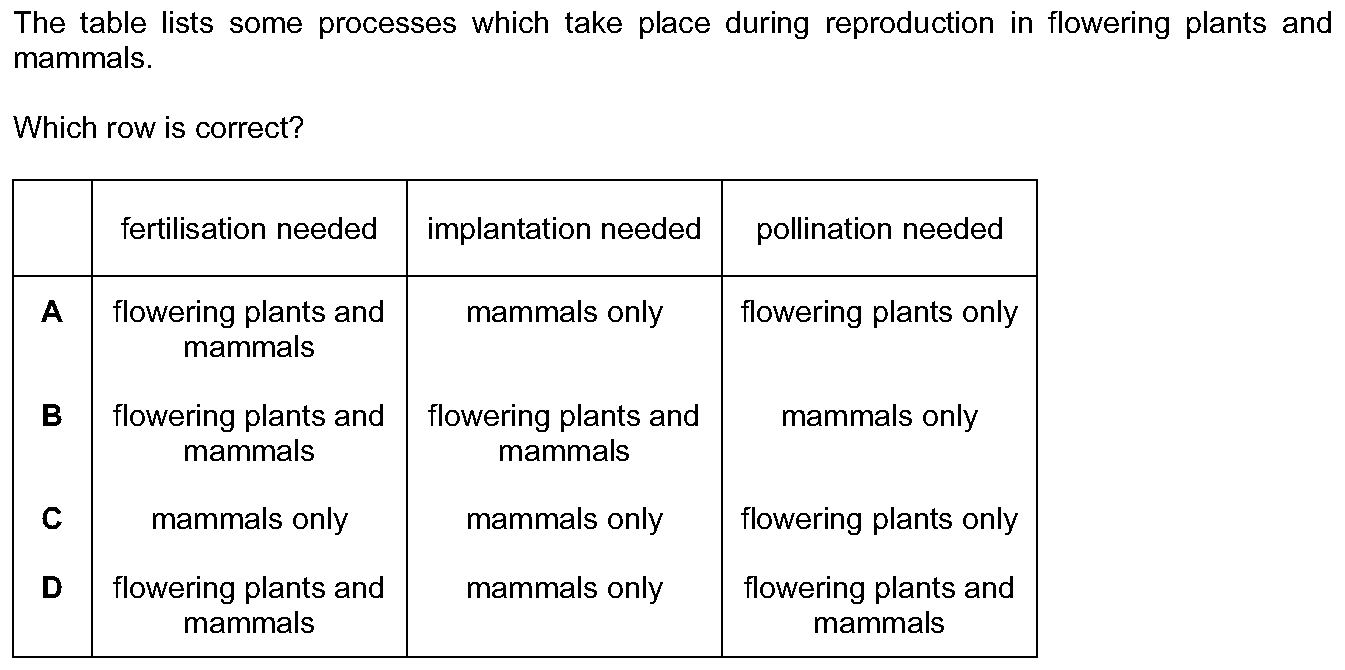 The table lists some processes which take place during reproduction in flowering plants and
mammals.
Which row is correct?
fertilisation needed implantation needed pollination needed
A flowering plants and mammals only flowering plants only
mammals
B flowering plants and flowering plants and mammals only
mammals mammals
C mammals only mammals only flowering plants only
D flowering plants and mammals only flowering plants and
mammals mammals